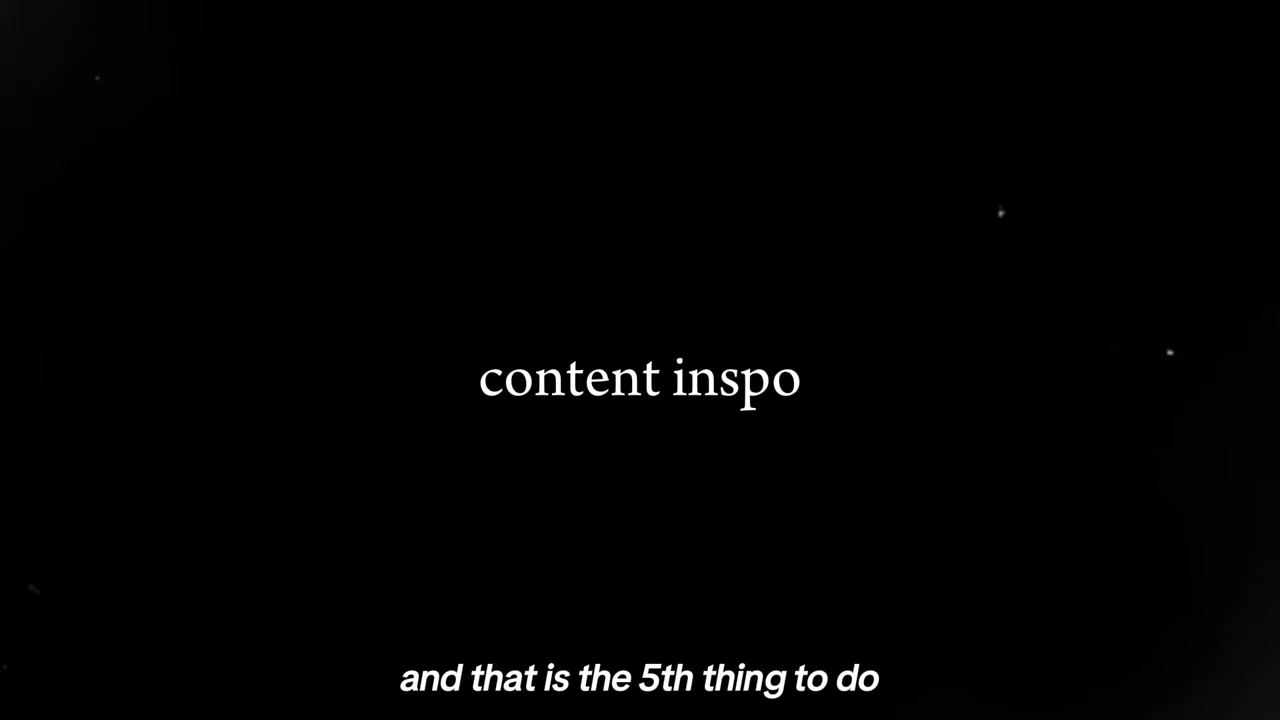 content inspo
and that is the 5th thing to do